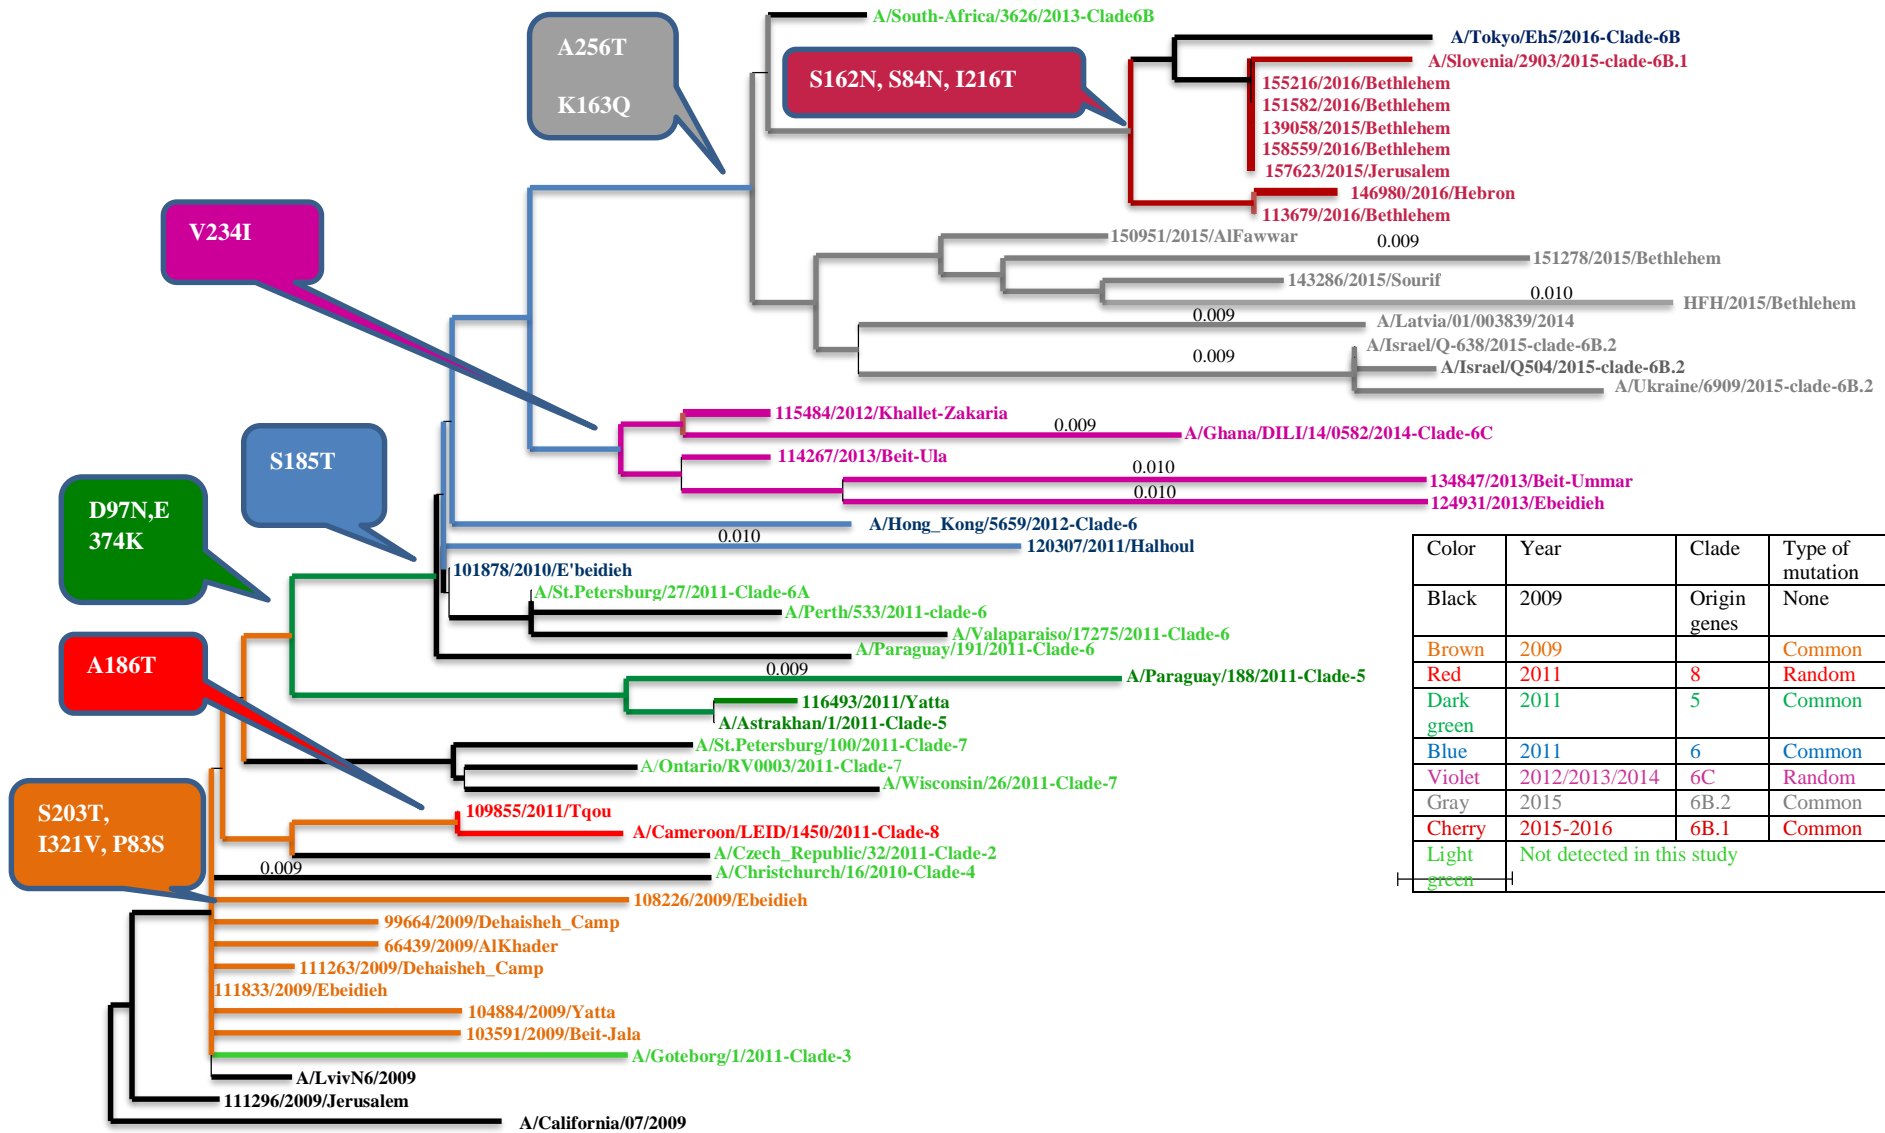 A/South-Africa/3626/2013-Clade6B
A256T
K163Q
S162N, S84N, I216T
A/Tokyo/Eh5/2016-Clade-6B
A/Slovenia/2903/2015-clade-6B.1
155216/2016/Bethlehem
151582/2016/Bethlehem
139058/2015/Bethlehem
158559/2016/Bethlehem
157623/2015/Jerusalem
146980/2016/Hebron
113679/2016/Bethlehem
V234I
150951/2015/AlFawwar
0.009
151278/2015/Bethlehem
143286/2015/Sourif
0.010
HFH/2015/Bethlehem
0.009
A/Latvia/01/003839/2014
A/Israel/Q-638/2015-clade-6B.2
0.009
A/Israel/Q504/2015-clade-6B.2
A/Ukraine/6909/2015-clade-6B.2
115484/2012/Khallet-Zakaria
0.009
A/Ghana/DILI/14/0582/2014-Clade-6C
114267/2013/Beit-Ula
0.010
134847/2013/Beit-Ummar
0.010
124931/2013/Ebeidieh
S185T
A/Hong_Kong/5659/2012-Clade-6
0.010
120307/2011/Halhoul
D97N,E
374K
101878/2010/E'beidieh
A/St.Petersburg/27/2011-Clade-6A
A/Perth/533/2011-clade-6
A/Valaparaiso/17275/2011-Clade-6
A/Paraguay/191/2011-Clade-6
A186T
0.009
A/Paraguay/188/2011-Clade-5
116493/2011/Yatta
A/Astrakhan/1/2011-Clade-5
A/St.Petersburg/100/2011-Clade-7
A/Ontario/RV0003/2011-Clade-7
A/Wisconsin/26/2011-Clade-7
S203T,
I321V, P83S
109855/2011/Tqou
A/Cameroon/LEID/1450/2011-Clade-8
A/Czech_Republic/32/2011-Clade-2
0.009
A/Christchurch/16/2010-Clade-4
108226/2009/Ebeidieh
99664/2009/Dehaisheh_Camp
66439/2009/AlKhader
111263/2009/Dehaisheh_Camp
111833/2009/Ebeidieh
104884/2009/Yatta
103591/2009/Beit-Jala
A/Goteborg/1/2011-Clade-3
A/LvivN6/2009
111296/2009/Jerusalem
A/California/07/2009
Color Year Clade Type of
mutation
Black 2009 Origin None
genes
Brown 2009 Common
Red 2011 8 Random
Dark 2011 5 Common
green
Blue 2011 6 Common
Violet 2012/2013/2014 6C Random
Gray 2015 6B.2 Common
Cherry 2015-2016 6B.1 Common
Light Not detected in this study
green